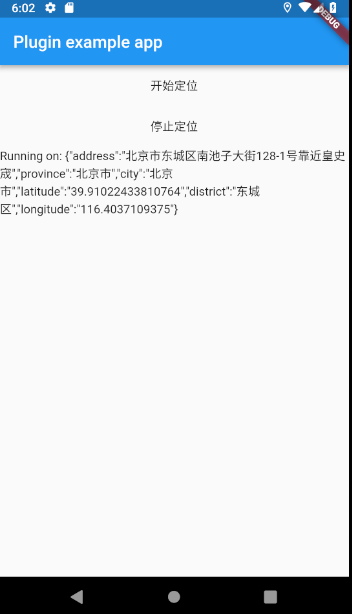 6:02
DEBUG
Plugin example app
开始定位
停止定位
Running on: {"address":"北京市东城区南池子大街128-1号靠近皇史
宬","province":"北京市","city":"北京
市","latitude":"39.91022433810764","district":"东城
区","longitude":"116.4037109375"}